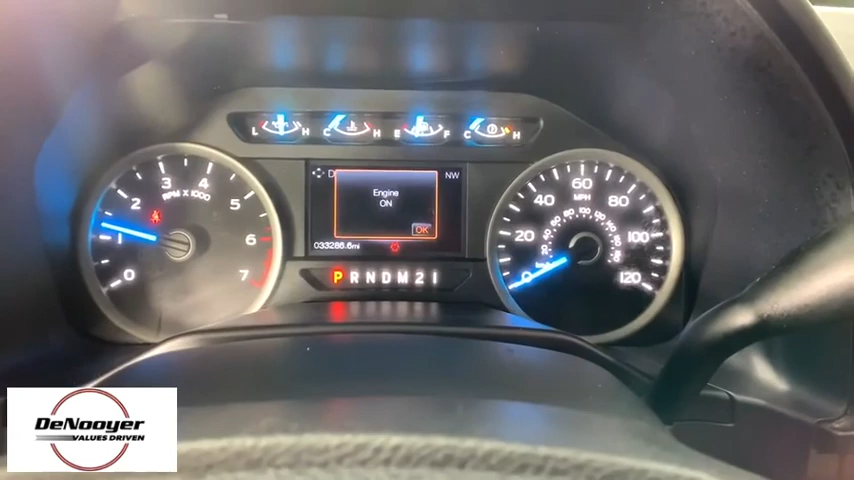 L H C H E F C H
D NW
Engine
ON
OK
033286.6mi
P R N D M 2 1
0 1 2 3 4 5 6 7
RPM X 1000
0 20 40 60 80 100 120
MPH
km/h
DeNooyer
VALUES DRIVEN